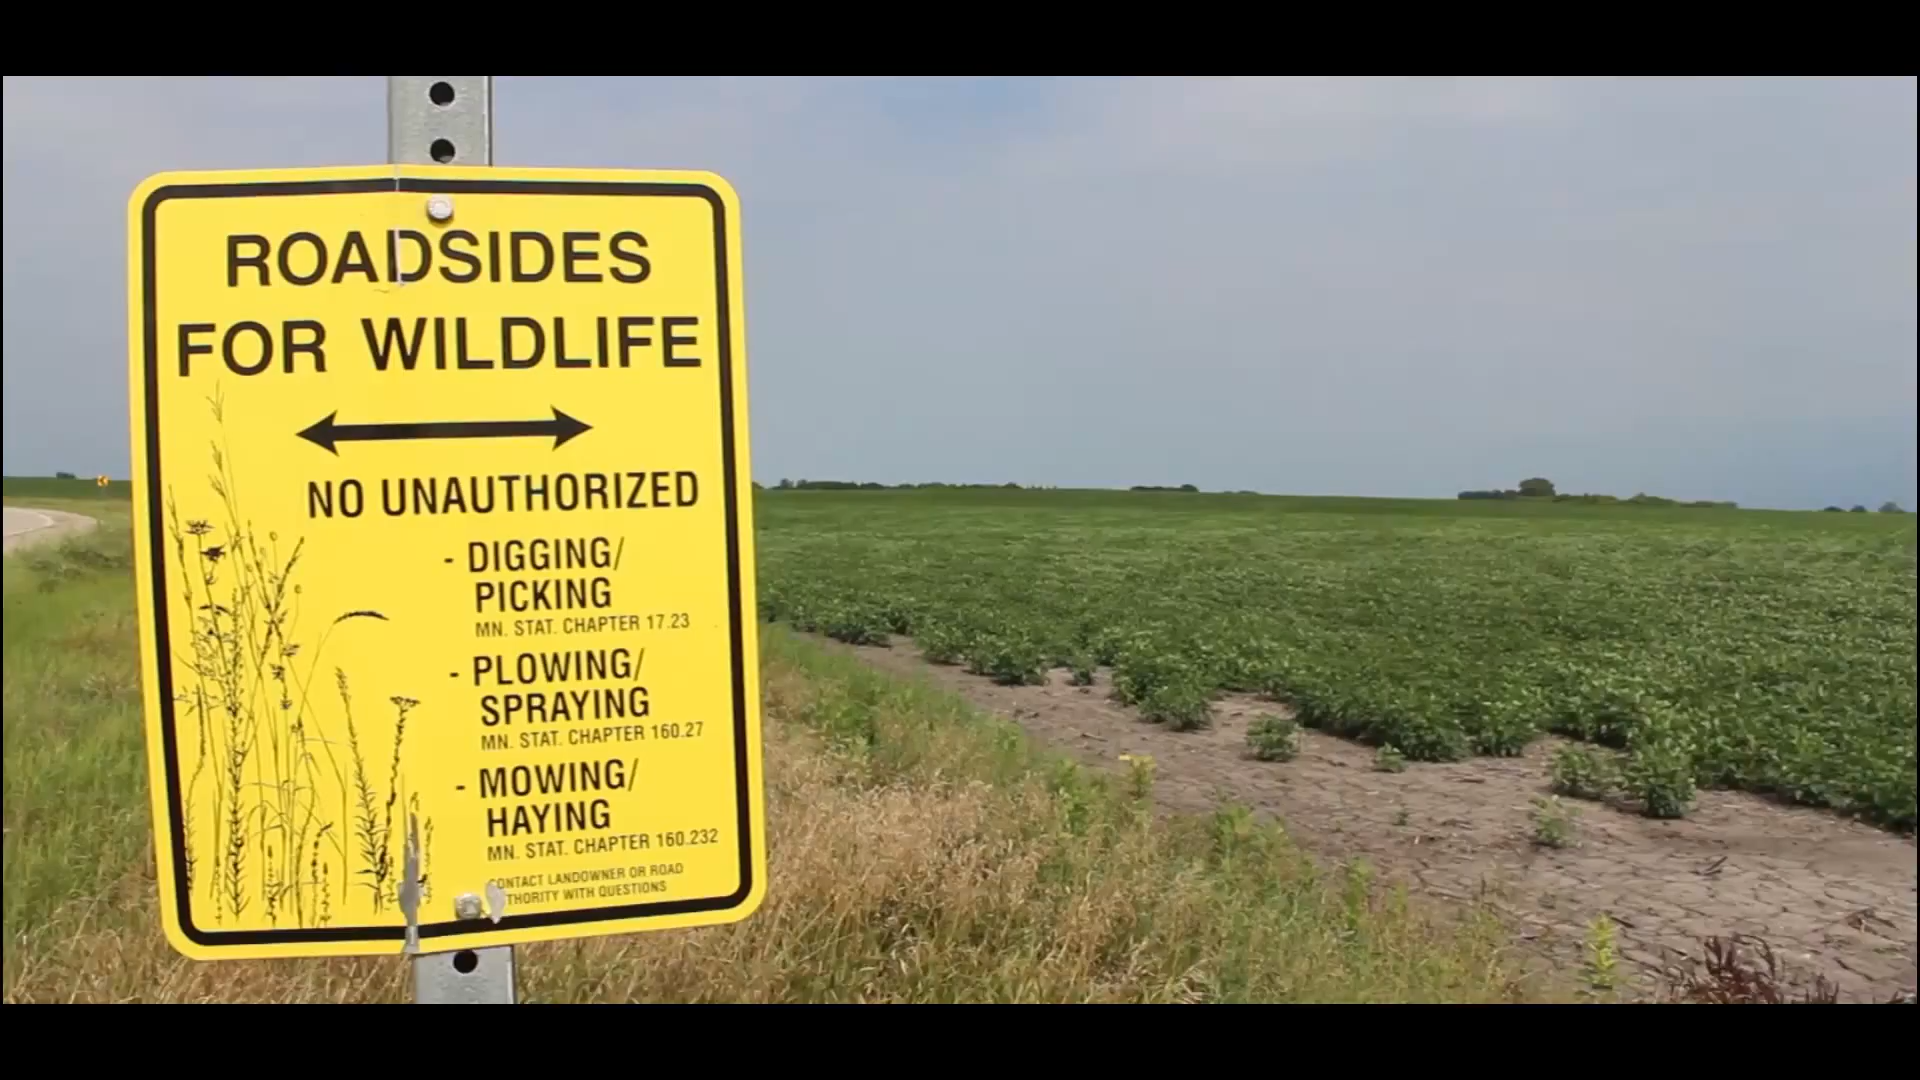 ROADSIDES
FOR WILDLIFE
NO UNAUTHORIZED
- DIGGING/
PICKING
MN. STAT. CHAPTER 17.23
- PLOWING/
SPRAYING
MN. STAT. CHAPTER 160.27
- MOWING/
HAYING
MN. STAT. CHAPTER 160.232
CONTACT LANDOWNER OR ROAD
THORITY WITH QUESTIONS